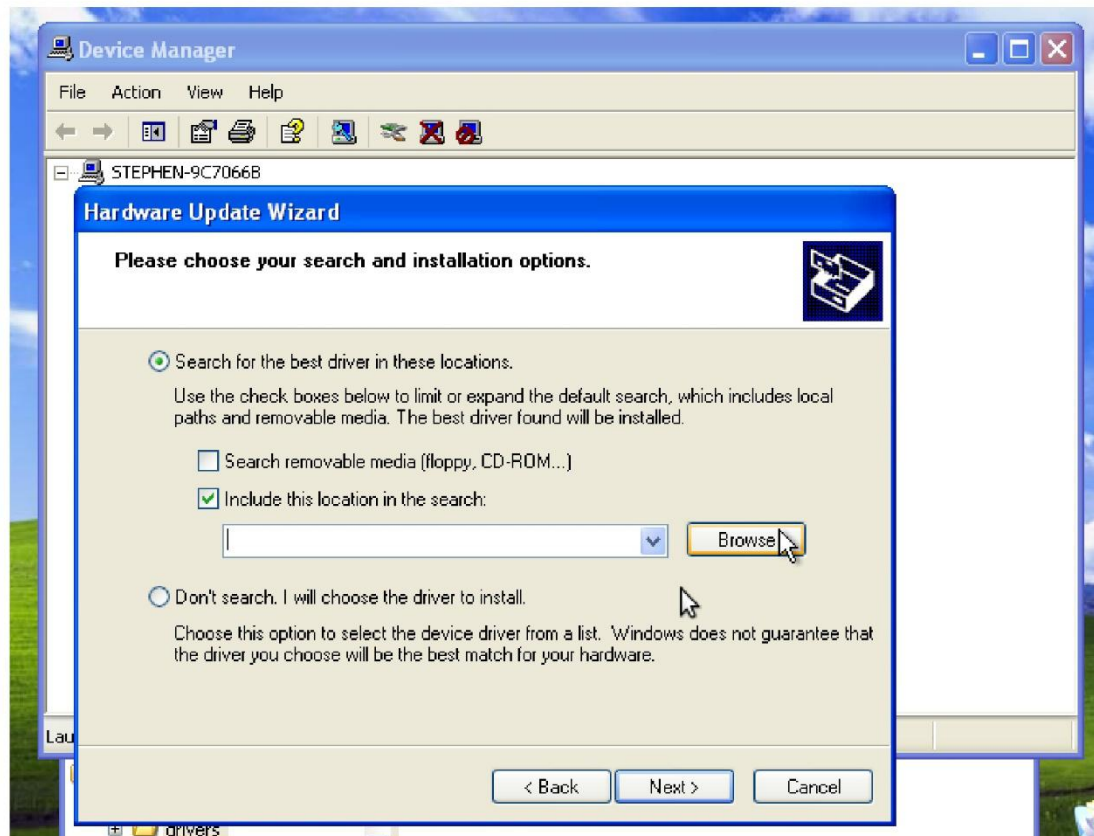 Device Manager
File Action View Help
STEPHEN-9C7066B
Hardware Update Wizard
Please choose your search and installation options.
Search for the best driver in these locations.
Use the check boxes below to limit or expand the default search, which includes local
paths and removable media. The best driver found will be installed.
Search removable media (floppy, CD-ROM...)
Include this location in the search:
Browse
Don't search. I will choose the driver to install.
Choose this option to select the device driver from a list. Windows does not guarantee that
the driver you choose will be the best match for your hardware.
Lau
< Back Next > Cancel
drivers